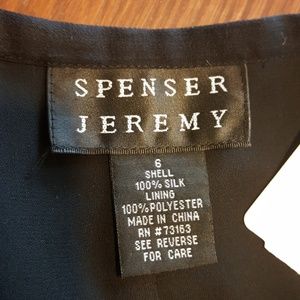 SPENSER
JEREMY
6
SHELL
100% SILK
LINING
100% POLYESTER
MADE IN CHINA
RN #73163
SEE REVERSE
FOR CARE